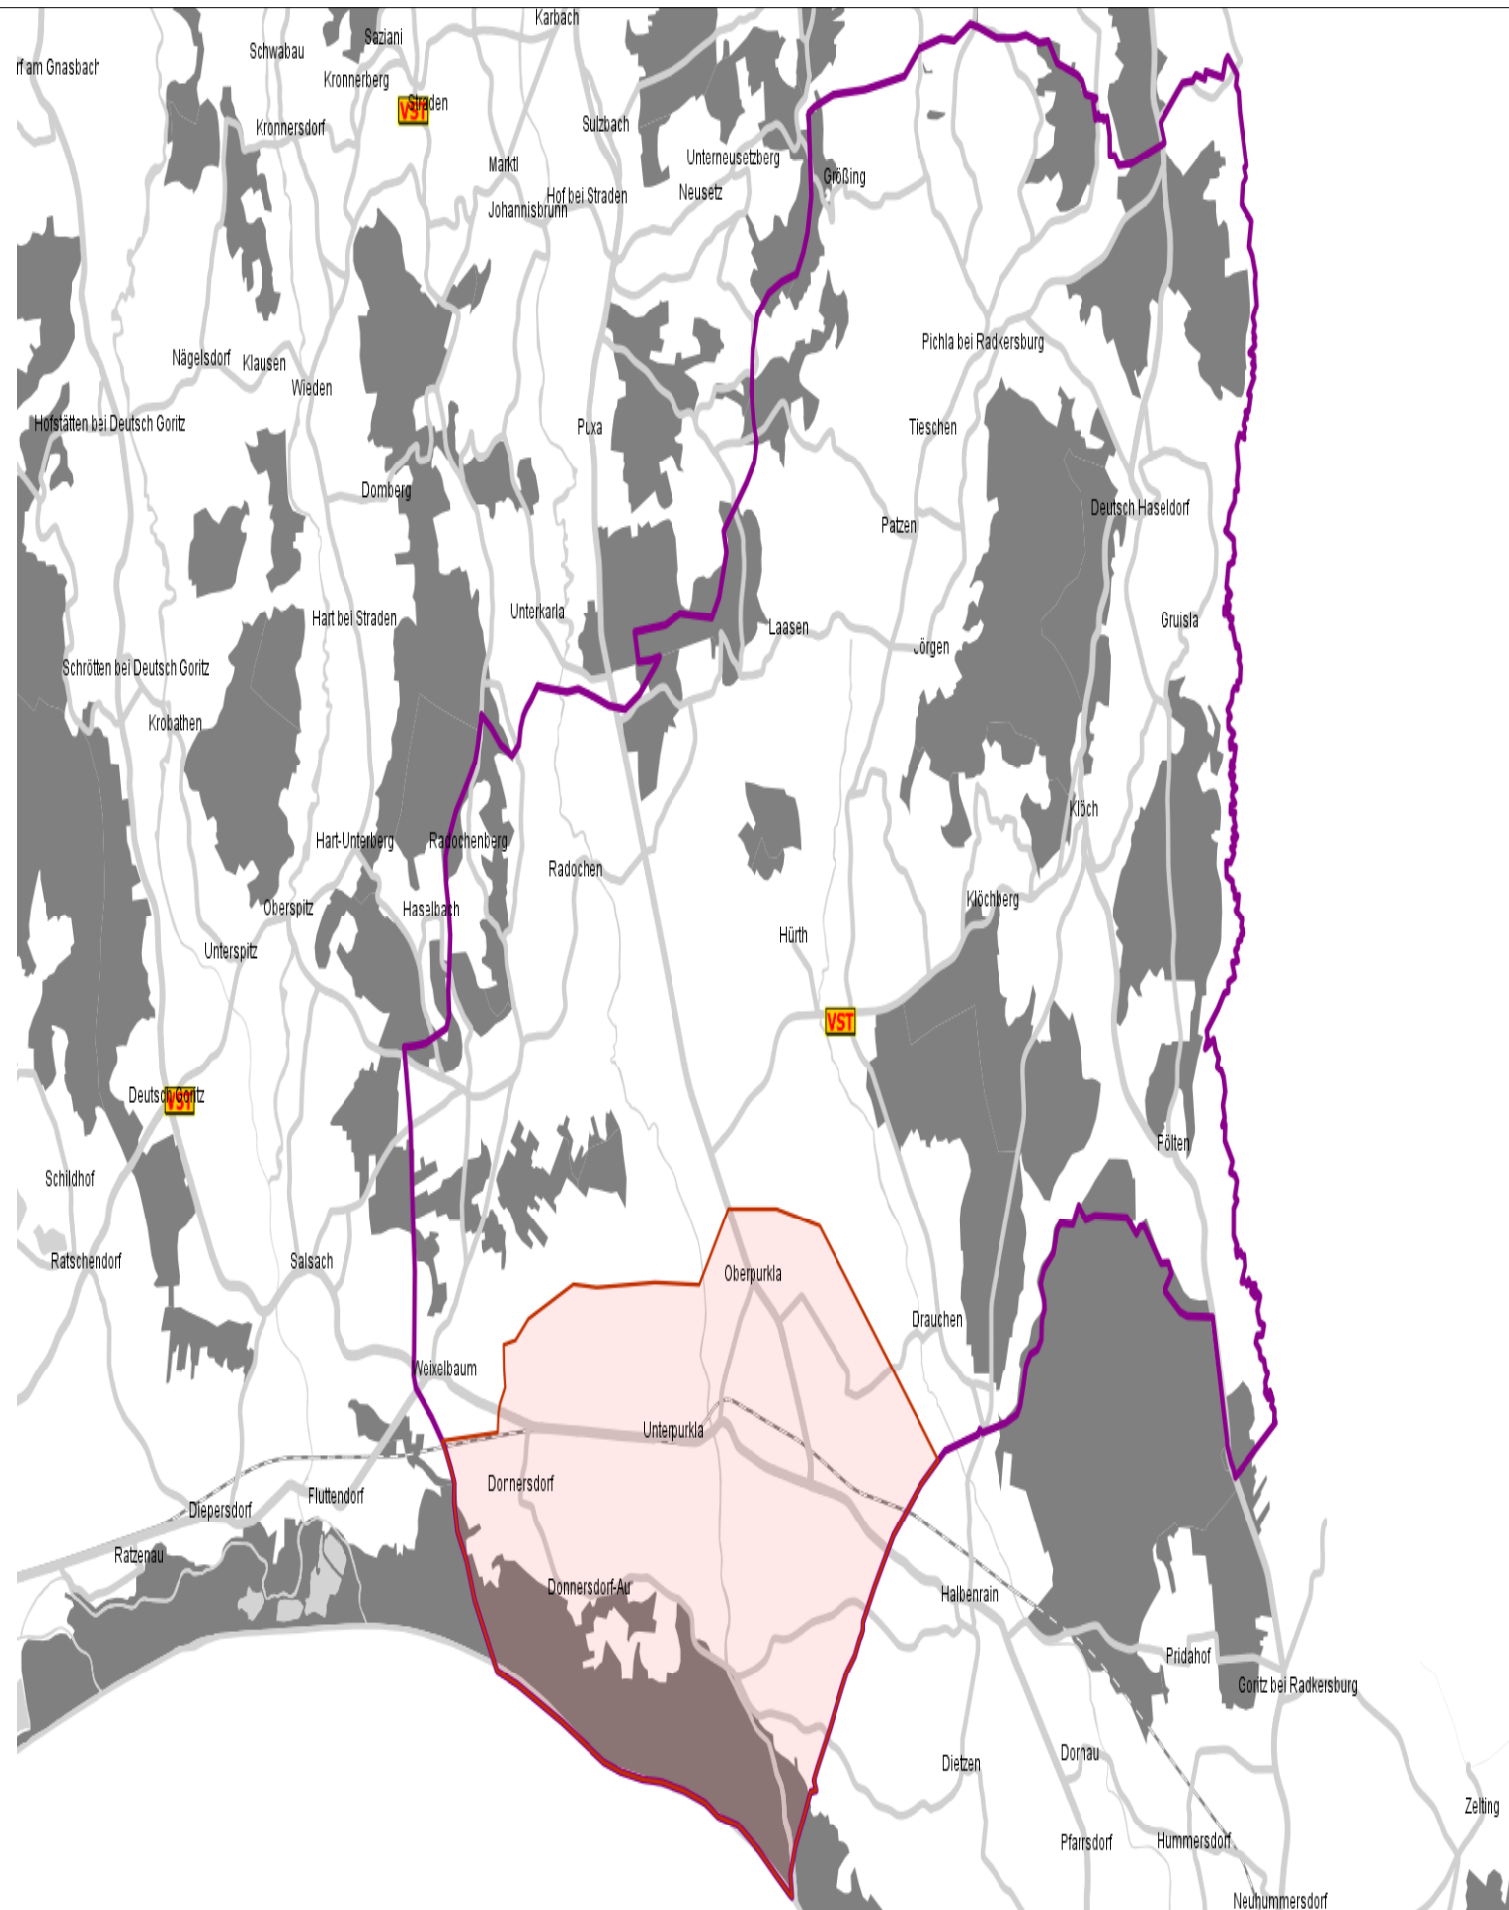 Karbach
Saziani
Schwabau
rf am Gnasbach
Kronnerberg
VST
Straden
Sulzbach
Kronnersdorf
Unterneusetzberg
Marktl
Größing
Neusetz
Hof bei Straden
Johannisbrunn
Pichla bei Radkersburg
Nägelsdorf
Klausen
Wieden
Hofstätten bei Deutsch Goritz
Puxa
Tieschen
Domberg
Deutsch Haseldorf
Patzen
Unterkarla
Hart bei Straden
Gruisla
Laasen
Jörgen
Schrötten bei Deutsch Goritz
Krobathen
Klöch
Hart-Unterberg
Radochenberg
Radochen
Klöchberg
Oberspitz
Haselbach
Hürth
Unterspitz
VST
Deutsch Goritz
VST
Fölten
Schildhof
Ratschendorf
Salsach
Oberpurkla
Drauchen
Weixelbaum
Unterpurkla
Donnersdorf
Fluttendorf
Diepersdorf
Ratzenau
Donnersdorf-Au
Halbenrain
Pridahof
Goritz bei Radkersburg
Dornau
Dietzen
Zelting
Pfarrsdorf
Hummersdorf
Neuhummersdorf